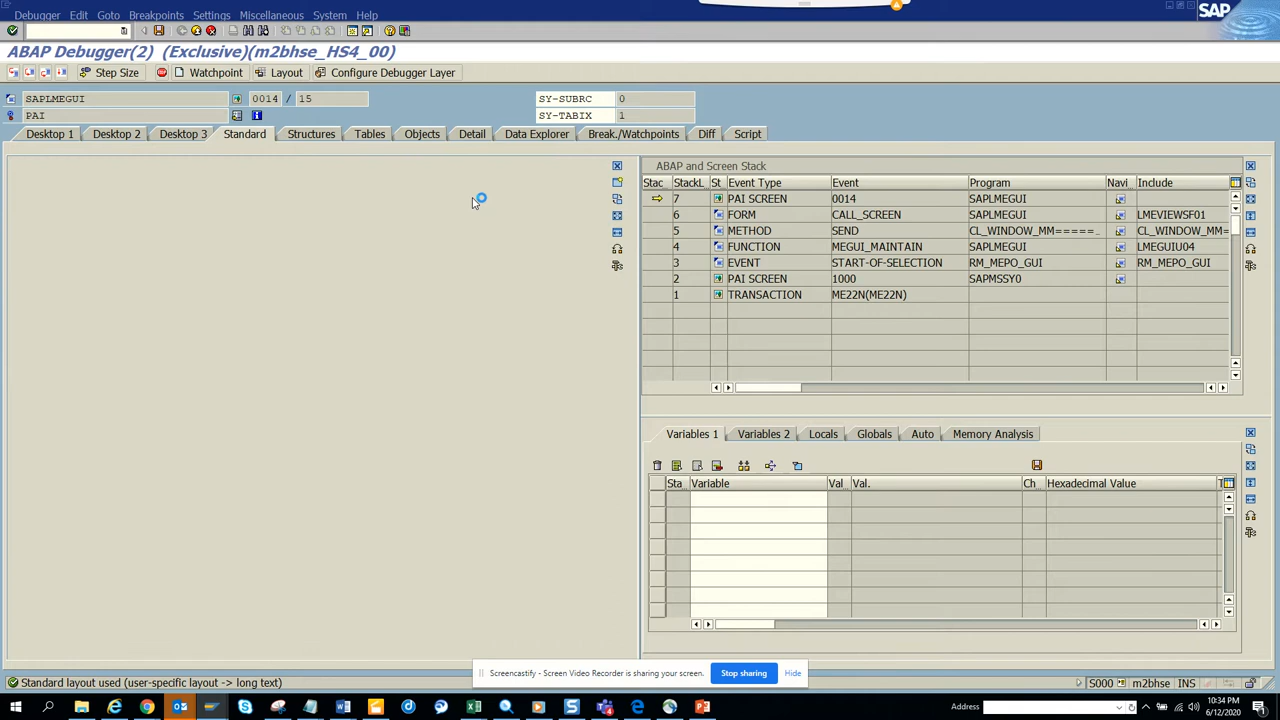 Debugger Edit Goto Breakpoints Settings Miscellaneous System Help
SAP
ABAP Debugger(2) (Exclusive)(m2bhse_HS4_00)
Step Size Watchpoint Layout Configure Debugger Layer
SAPLMEGUI 0014 / 15 SY-SUBRC 0
PAI SY-TABIX 1
Desktop 1 Desktop 2 Desktop 3 Standard Structures Tables Objects Detail Data Explorer Break./Watchpoints Diff Script
ABAP and Screen Stack
Stac StackL St Event Type Event Program Navi Include
7 PAI SCREEN 0014 SAPLMEGUI
6 FORM CALL_SCREEN SAPLMEGUI LMEVIEWSF01
5 METHOD SEND CL_WINDOW_MM=====... CL_WINDOW_MM=
4 FUNCTION MEGUI_MAINTAIN SAPLMEGUI LMEGUIU04
3 EVENT START-OF-SELECTION RM_MEPO_GUI RM_MEPO_GUI
2 PAI SCREEN 1000 SAPMSSY0
1 TRANSACTION ME22N(ME22N)
Variables 1 Variables 2 Locals Globals Auto Memory Analysis
Sta... Variable Val... Val. Ch... Hexadecimal Value T
Screencastify - Screen Video Recorder is sharing your screen. Stop sharing Hide
Standard layout used (user-specific layout -> long text)
S000 m2bhse INS
Address
10:34 PM
6/12/2020